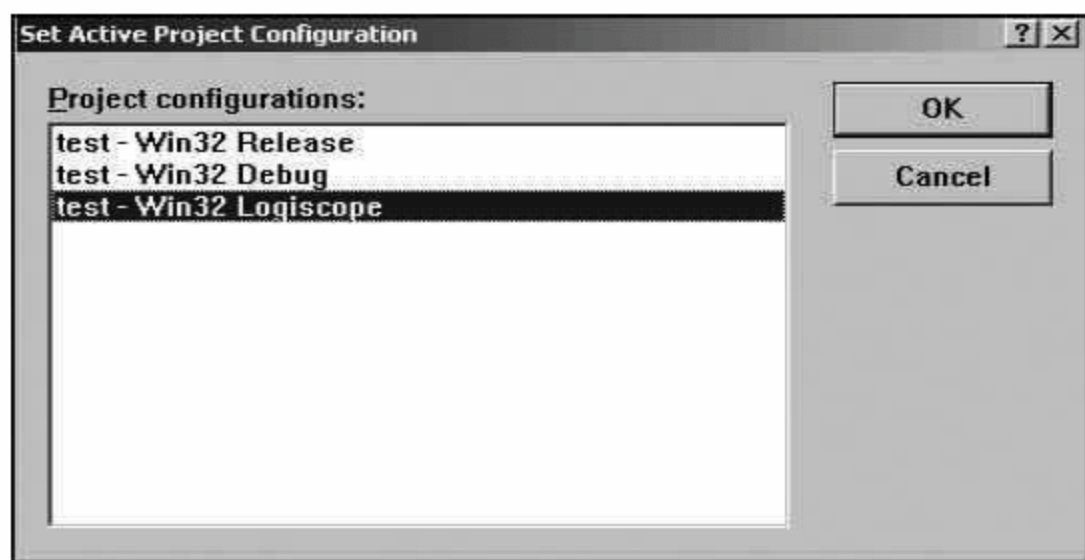 Set Active Project Configuration
Project configurations:
test - Win32 Release
test - Win32 Debug
test - Win32 Logiscope
OK
Cancel